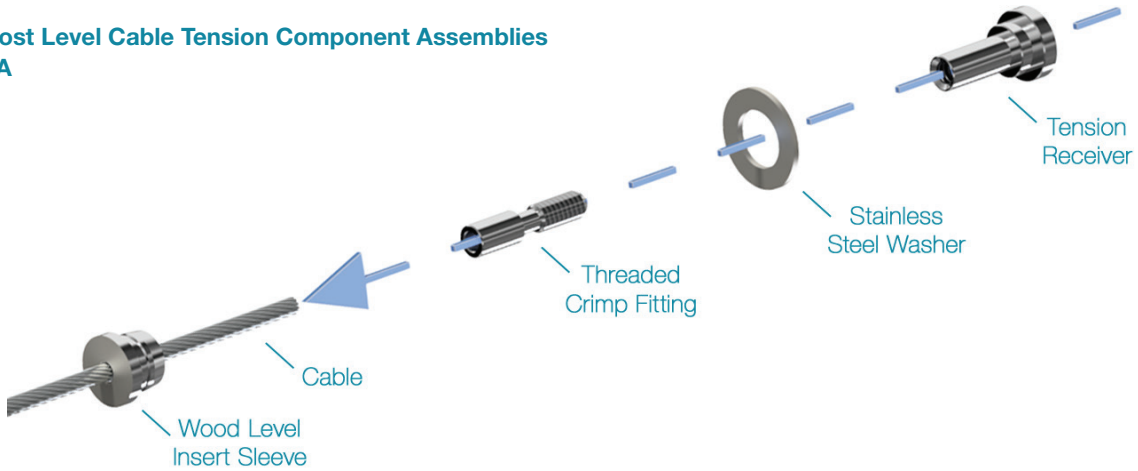 ost Level Cable Tension Component Assemblies
A
Tension
Receiver
Stainless
Steel Washer
Threaded
Crimp Fitting
Cable
Wood Level
Insert Sleeve